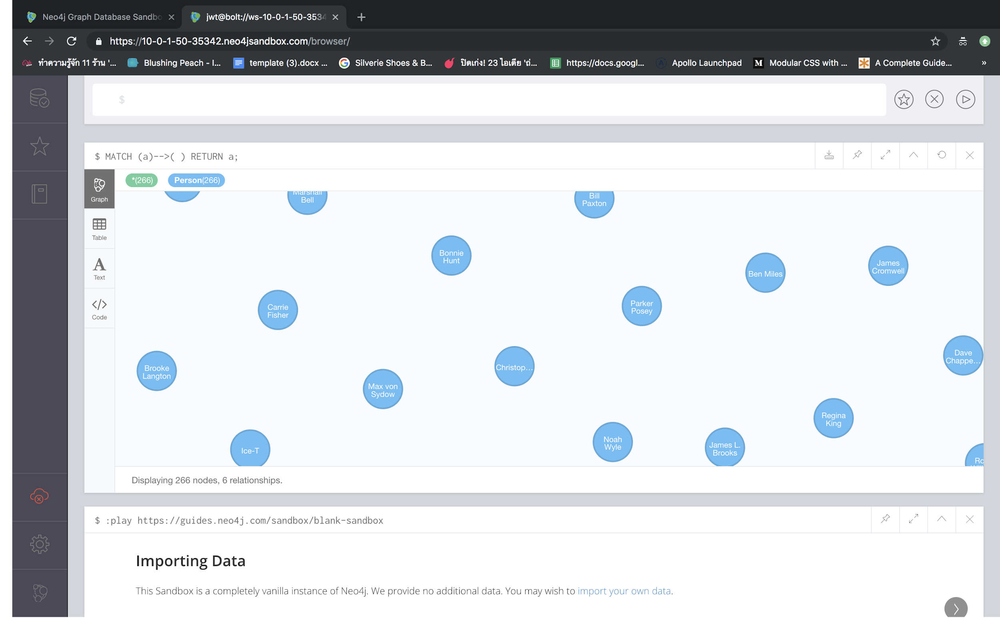 Neo4j Graph Database Sandbo
jwt@bolt://ws-10-0-1-50-3534
https://10-0-1-50-35342.neo4jsandbox.com/browser/
ทำความรู้จัก 11 ร้าน '...
Blushing Peach - I...
template (3).docx ...
Silverie Shoes & B...
ปิดเก่ง! 23 ไอเดีย 'ถ่...
https://docs.googl...
Apollo Launchpad
M
Modular CSS with ...
A Complete Guide...
»
$
$ MATCH (a)-->( ) RETURN a;
*(266)
Person(266)
Graph
Table
A
Text
</>
Code
Marshall
Bell
Bill
Paxton
Bonnie
Hunt
Ben Miles
James
Cromwell
Carrie
Fisher
Parker
Posey
Dave
Chappe...
Brooke
Langton
Christop...
Max von
Sydow
Regina
King
Noah
Wyle
James L.
Brooks
Ice-T
Displaying 266 nodes, 6 relationships.
$ :play https://guides.neo4j.com/sandbox/blank-sandbox
Importing Data
This Sandbox is a completely vanilla instance of Neo4j. We provide no additional data. You may wish to import your own data.